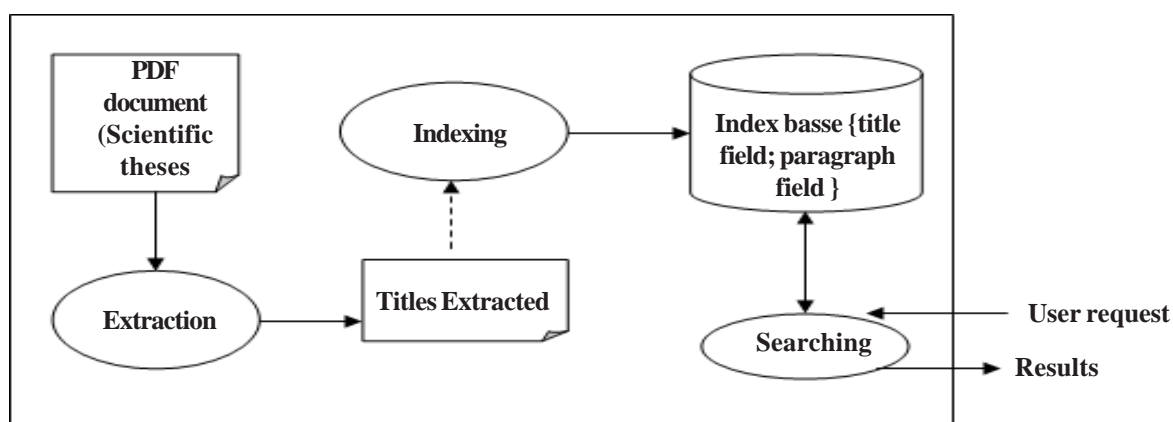 PDF
document
(Scientific
theses
Indexing
Index basse {title
field; paragraph
field }
Extraction
Titles Extracted
Searching
User request
Results